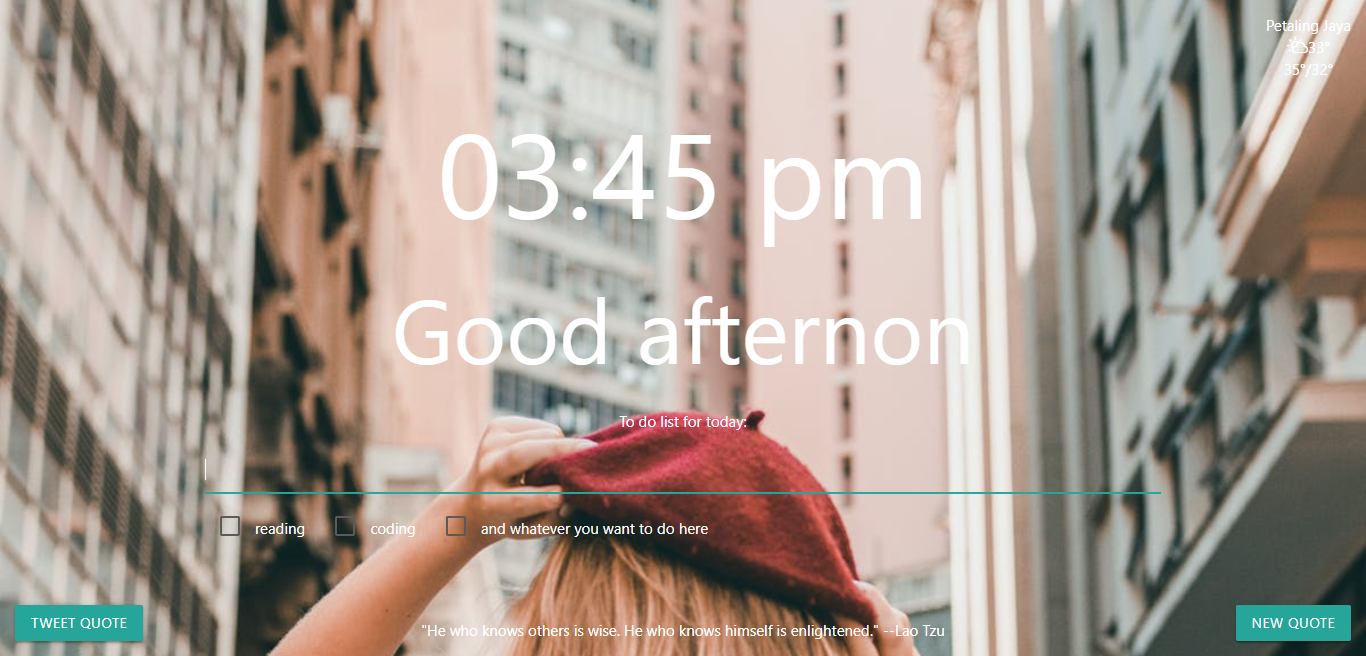 Petaling Jaya
33°
35°/32°
03:45 pm
Good afternon
To do list for today:
reading coding and whatever you want to do here
TWEET QUOTE
"He who knows others is wise. He who knows himself is enlightened." --Lao Tzu
NEW QUOTE